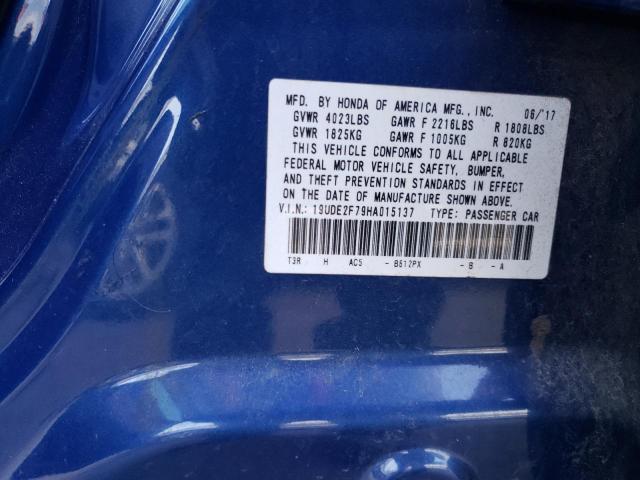 MFD. BY HONDA OF AMERICA MFG., INC. 06/'17
GVWR 4023LBS GAWR F 2216LBS R 1808LBS
GVWR 1825KG GAWR F 1005KG R 820KG
THIS VEHICLE CONFORMS TO ALL APPLICABLE
FEDERAL MOTOR VEHICLE SAFETY, BUMPER,
AND THEFT PREVENTION STANDARDS IN EFFECT
ON THE DATE OF MANUFACTURE SHOWN ABOVE.
V.I.N.: 19UDE2F79HA015137 TYPE: PASSENGER CAR
T3R H AC5 - B612PX - B - A